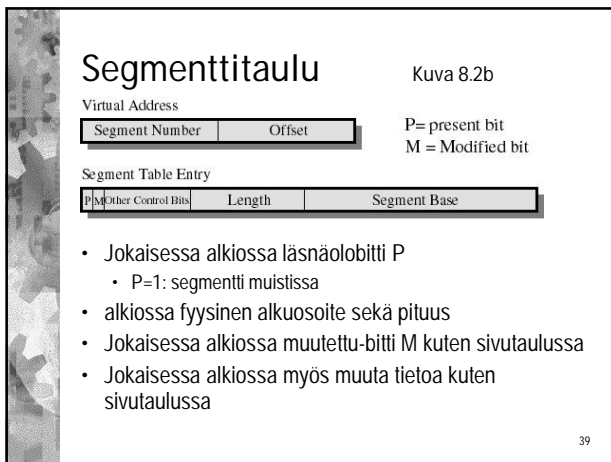 Segmenttitaulu
Kuva 8.2b
Virtual Address
Segment Number Offset
P= present bit
M = Modified bit
Segment Table Entry
P M Other Control Bits Length Segment Base
• Jokaisessa alkiossa läsnäolobitti P
• P=1: segmentti muistissa
• alkiossa fyysinen alkuosoite sekä pituus
• Jokaisessa alkiossa muutettu-bitti M kuten sivutaulussa
• Jokaisessa alkiossa myös muuta tietoa kuten
sivutaulussa
39